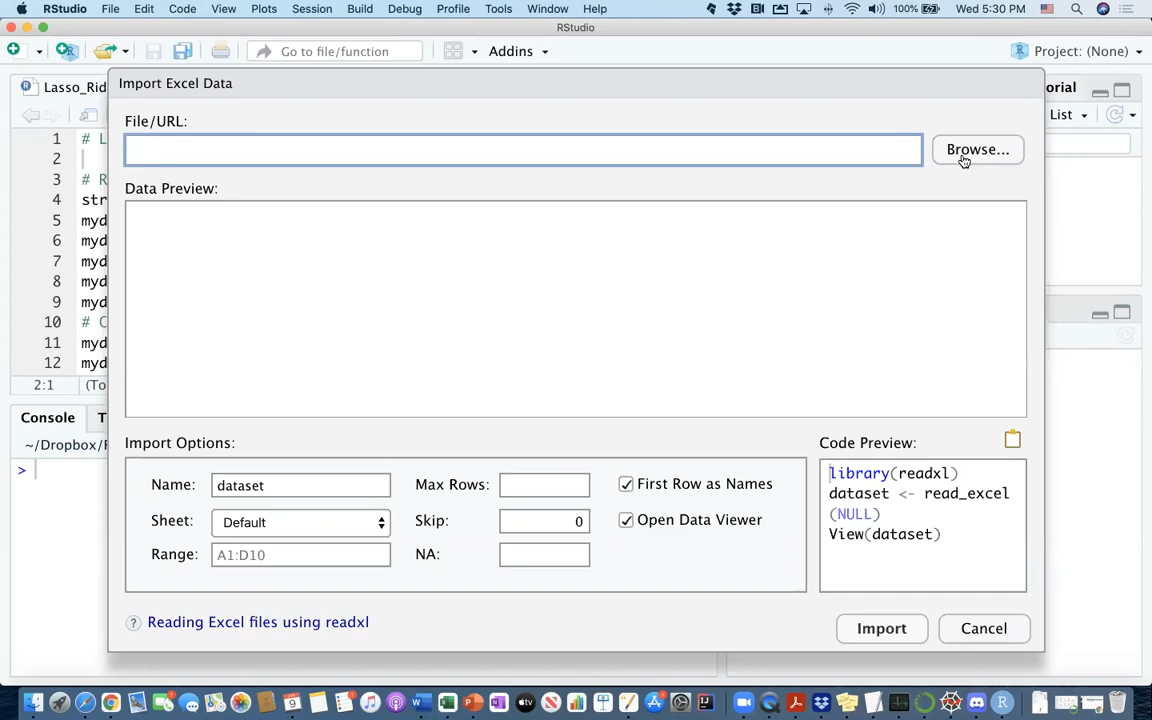 RStudio File Edit Code View Plots Session Build Debug Profile Tools Window Help 100% Wed 5:30 PM
RStudio
Go to file/function Addins Project: (None)
Lasso_Rid orial
Import Excel Data
List
File/URL:
Browse...
Data Preview:
1 # L
2
3 # R
4 str
5 myd
6 myd
7 myd
8 myd
9 myd
10 # C
11 myd
12 myd
2:1 (To
Console T
~/Dropbox/F
>
Import Options:
Name: dataset
Sheet: Default
Range: A1:D10
Max Rows:
Skip: 0
NA:
First Row as Names
Open Data Viewer
Code Preview:
library(readxl)
dataset <- read_excel
(NULL)
View(dataset)
? Reading Excel files using readxl
Import Cancel